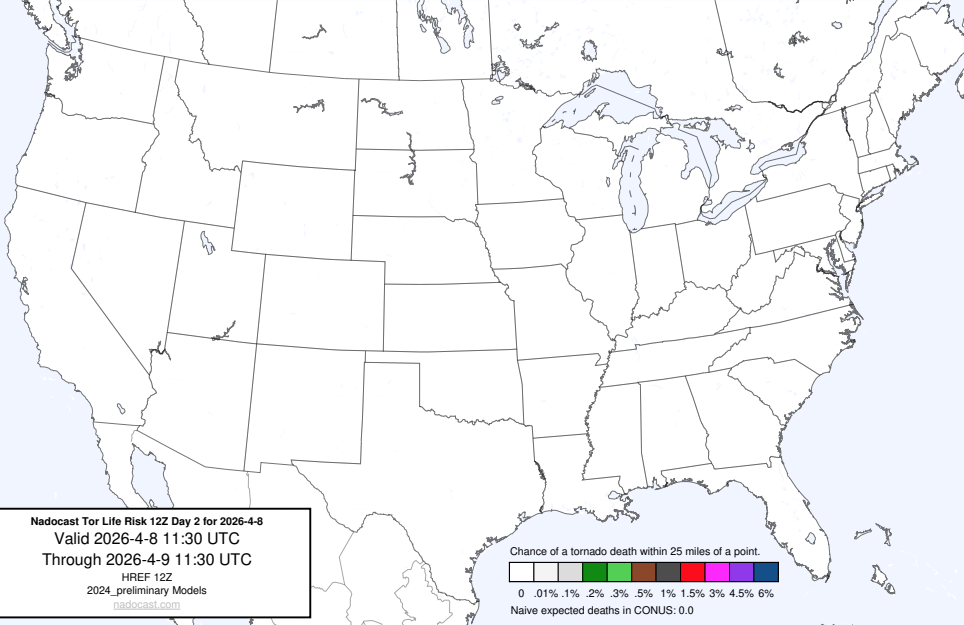 Nadocast Tor Life Risk 12Z Day 2 for 2026-4-8
Valid 2026-4-8 11:30 UTC
Through 2026-4-9 11:30 UTC
HREF 12Z
2024_preliminary Models
nadocast.com
Chance of a tornado death within 25 miles of a point.
0 .01% .1% .2% .3% .5% 1% 1.5% 3% 4.5% 6%
Naive expected deaths in CONUS: 0.0